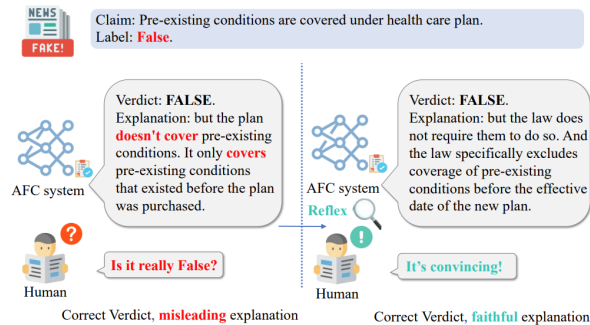 NEWS
FAKE!
Claim: Pre-existing conditions are covered under health care plan.
Label: False.
Verdict: FALSE.
Explanation: but the plan
doesn't cover pre-existing
conditions. It only covers
pre-existing conditions
that existed before the plan
was purchased.
AFC system
Is it really False?
Human
Correct Verdict, misleading explanation
Verdict: FALSE.
Explanation: but the law does
not require them to do so. And
the law specifically excludes
coverage of pre-existing
conditions before the effective
date of the new plan.
AFC system
Reflex
It's convincing!
Human
Correct Verdict, faithful explanation